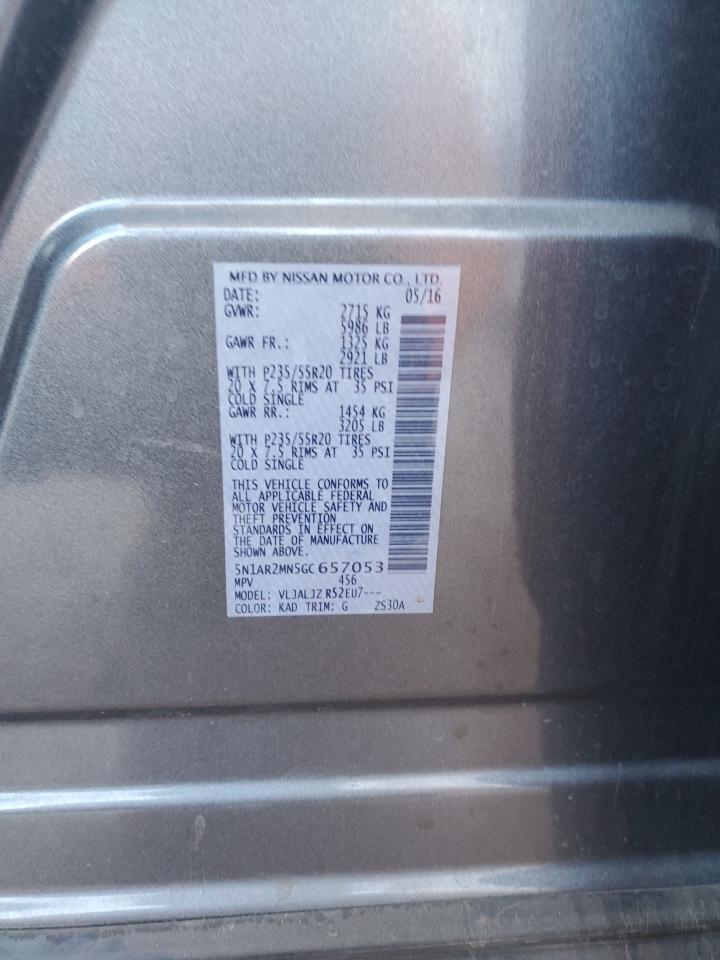 MFD BY NISSAN MOTOR CO., LTD.
DATE: 05/16
GVWR: 2715 KG
5986 LB
GAWR FR.: 1325 KG
2921 LB
WITH P235/55R20 TIRES
20 X 7.5 RIMS AT 35 PSI
COLD SINGLE
GAWR RR.: 1454 KG
3205 LB
WITH P235/55R20 TIRES
20 X 7.5 RIMS AT 35 PSI
COLD SINGLE
THIS VEHICLE CONFORMS TO
ALL APPLICABLE FEDERAL
MOTOR VEHICLE SAFETY AND
THEFT PREVENTION
STANDARDS IN EFFECT ON
THE DATE OF MANUFACTURE
SHOWN ABOVE.
5N1AR2MN5GC657053
MPV 456
MODEL: VLJALJZ R52EU7---
COLOR: KAD TRIM: G ZS30A